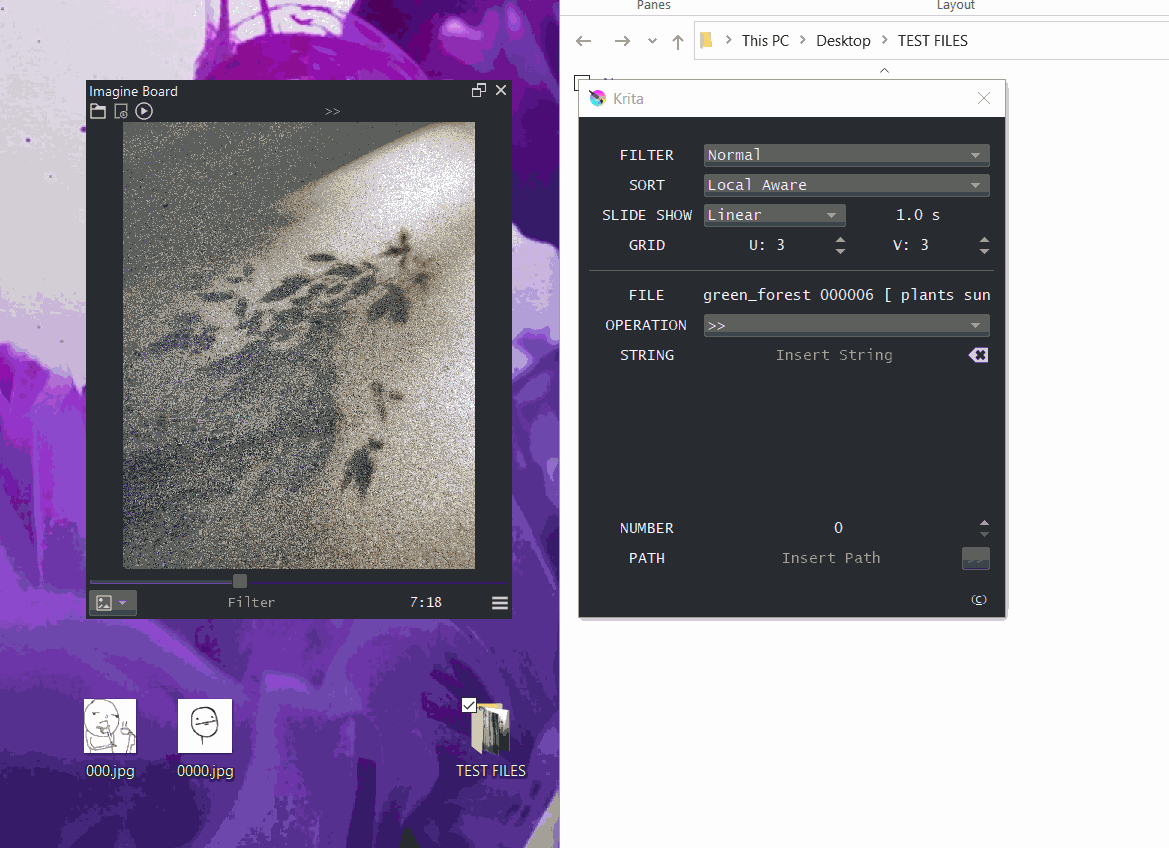 Panes
Layout
This PC
Desktop
TEST FILES
Imagine Board
>>
Filter
7:18
Krita
FILTER
Normal
SORT
Local Aware
SLIDE SHOW
Linear
1.0 s
GRID
U: 3
V: 3
FILE
green_forest 000006 [ plants sun
OPERATION
>>
STRING
Insert String
NUMBER
0
PATH
Insert Path
(C)
000.jpg
0000.jpg
TEST FILES